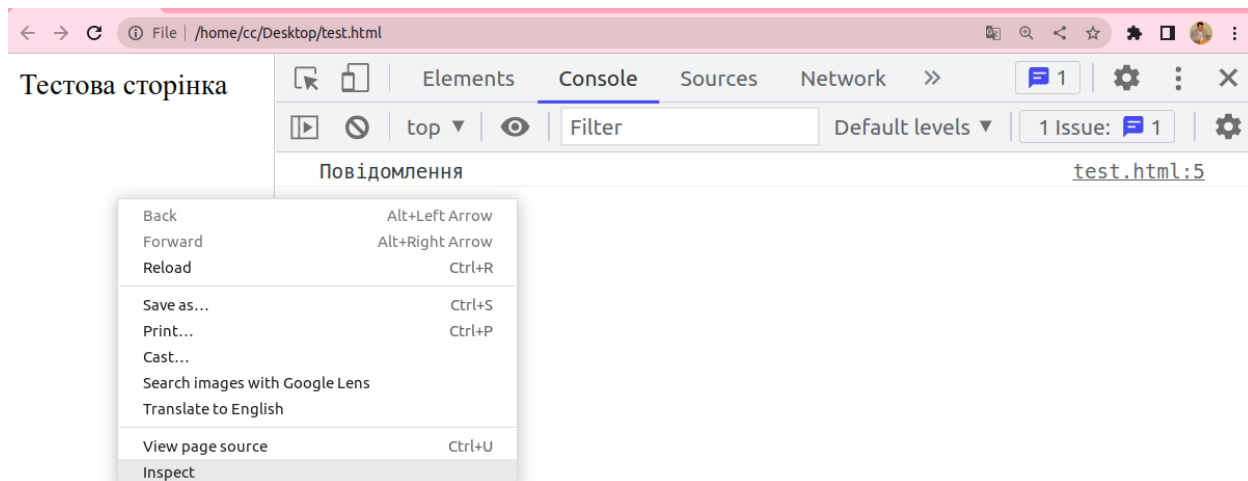 File | /home/cc/Desktop/test.html
Тестова сторінка
Elements Console Sources Network » 1
top ▼ Filter Default levels ▼ 1 Issue: 1
Повідомлення test.html:5
Back Alt+Left Arrow
Forward Alt+Right Arrow
Reload Ctrl+R
Save as… Ctrl+S
Print… Ctrl+P
Cast…
Search images with Google Lens
Translate to English
View page source Ctrl+U
Inspect